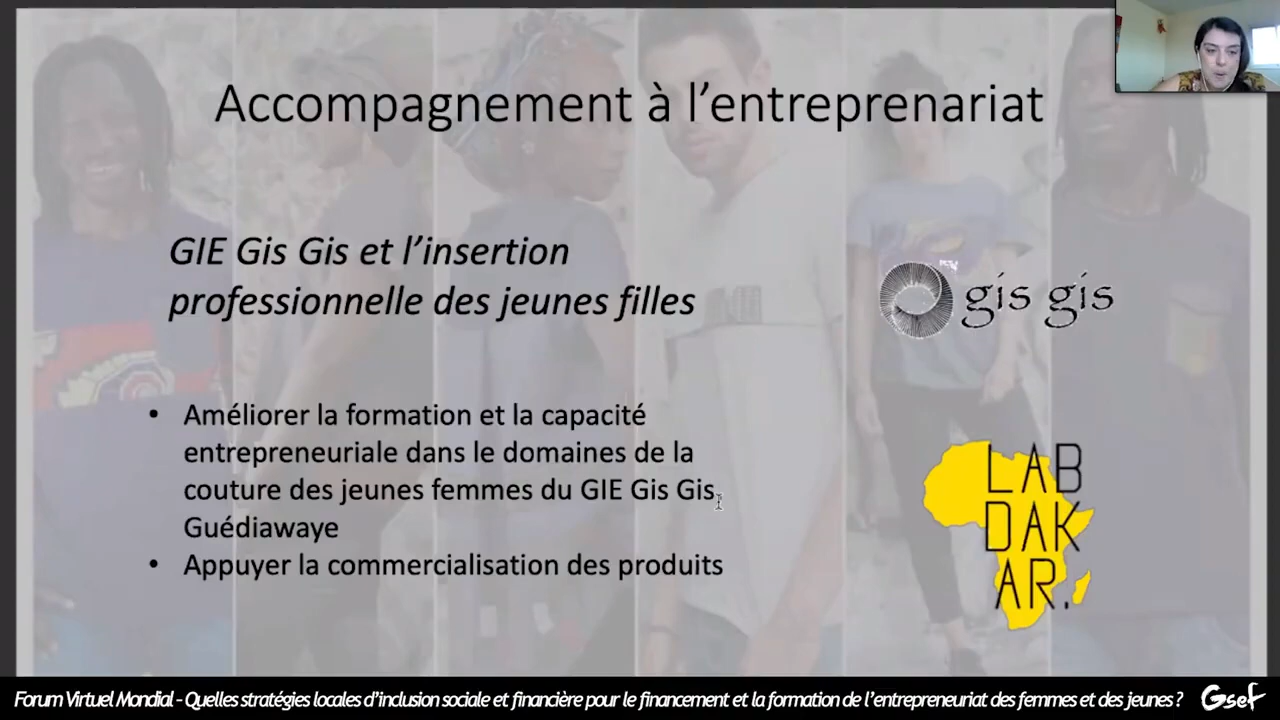 Accompagnement à l’entreprenariat
GIE Gis Gis et l’insertion
professionnelle des jeunes filles
gis gis
• Améliorer la formation et la capacité
entrepreneuriale dans le domaines de la
couture des jeunes femmes du GIE Gis Gis
Guédiawaye
• Appuyer la commercialisation des produits
LAB
DAK
AR.
Forum Virtuel Mondial - Quelles stratégies locales d’inclusion sociale et financière pour le financement et la formation de l’entrepreneuriat des femmes et des jeunes ? Gsef